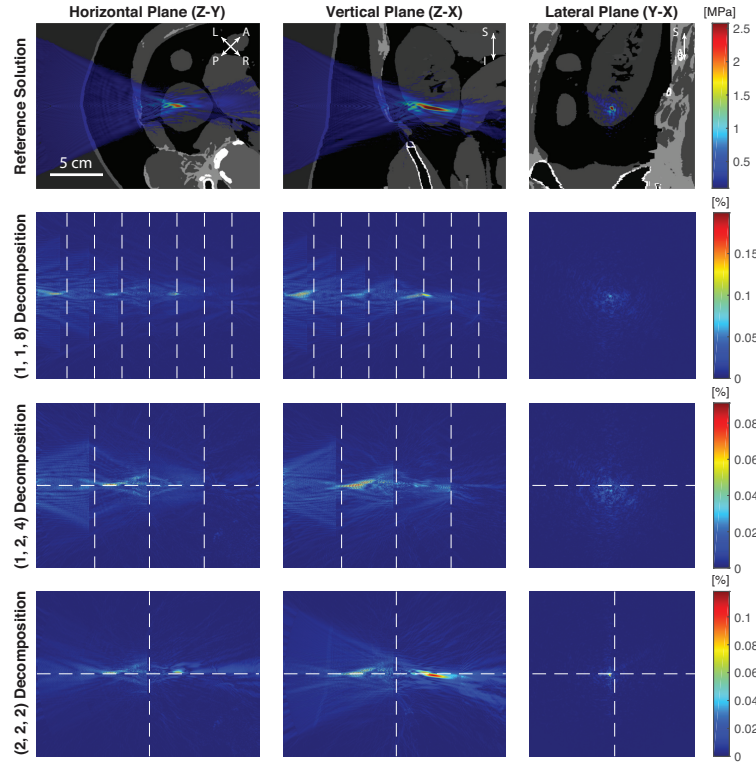 Horizontal Plane (Z-Y)
Vertical Plane (Z-X)
Lateral Plane (Y-X)
[MPa]
Reference Solution
L A
P R
5 cm
S
I
S
2.5
2
1.5
1
0.5
(1, 1, 8) Decomposition
[%]
0.15
0.1
0.05
0
(1, 2, 4) Decomposition
[%]
0.08
0.06
0.04
0.02
0
(2, 2, 2) Decomposition
[%]
0.1
0.08
0.06
0.04
0.02
0